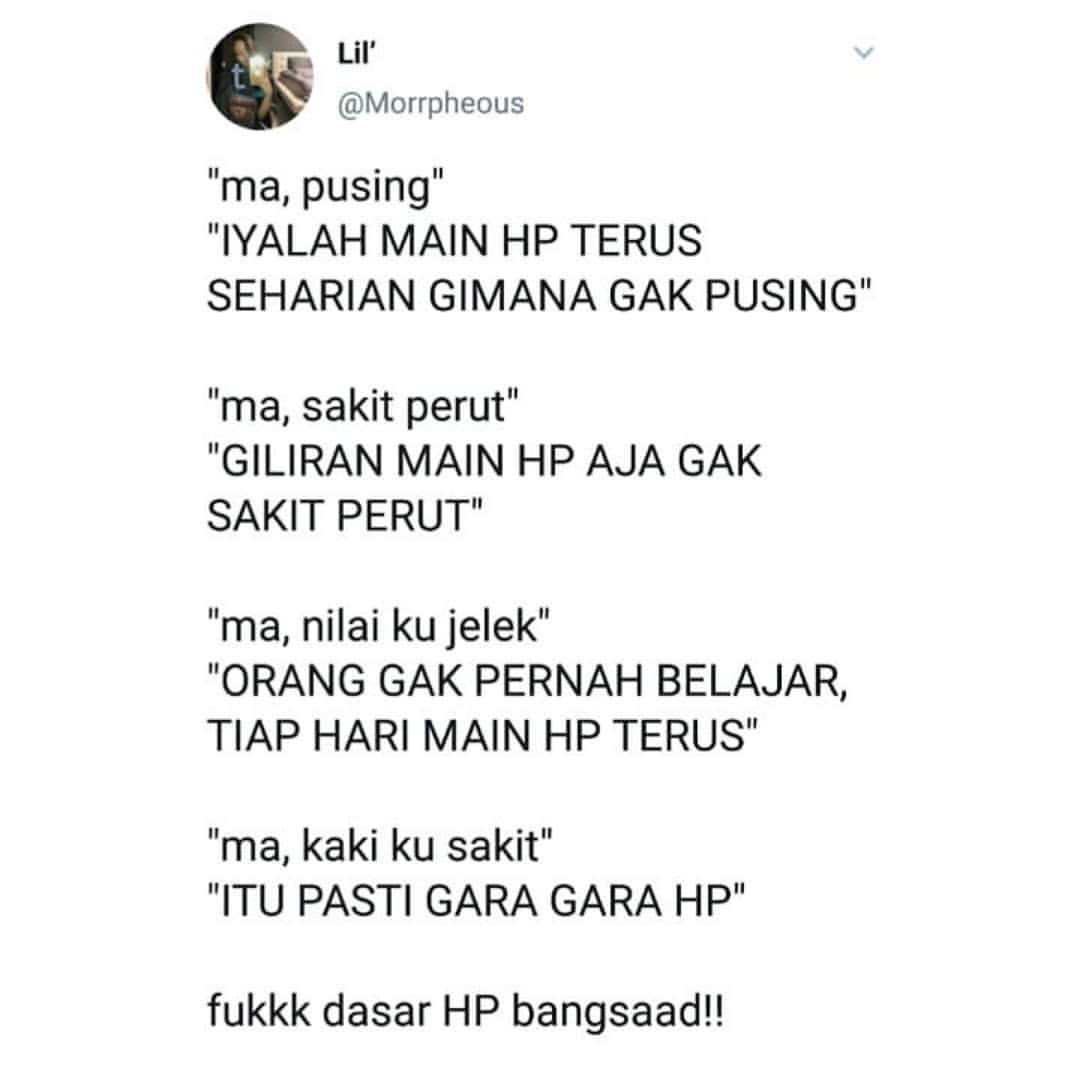 Lil’
@Morrpheous
"ma, pusing"
"IYALAH MAIN HP TERUS
SEHARIAN GIMANA GAK PUSING"
"ma, sakit perut"
"GILIRAN MAIN HP AJA GAK
SAKIT PERUT"
"ma, nilai ku jelek"
"ORANG GAK PERNAH BELAJAR,
TIAP HARI MAIN HP TERUS"
"ma, kaki ku sakit"
"ITU PASTI GARA GARA HP"
fukkk dasar HP bangsaad!!